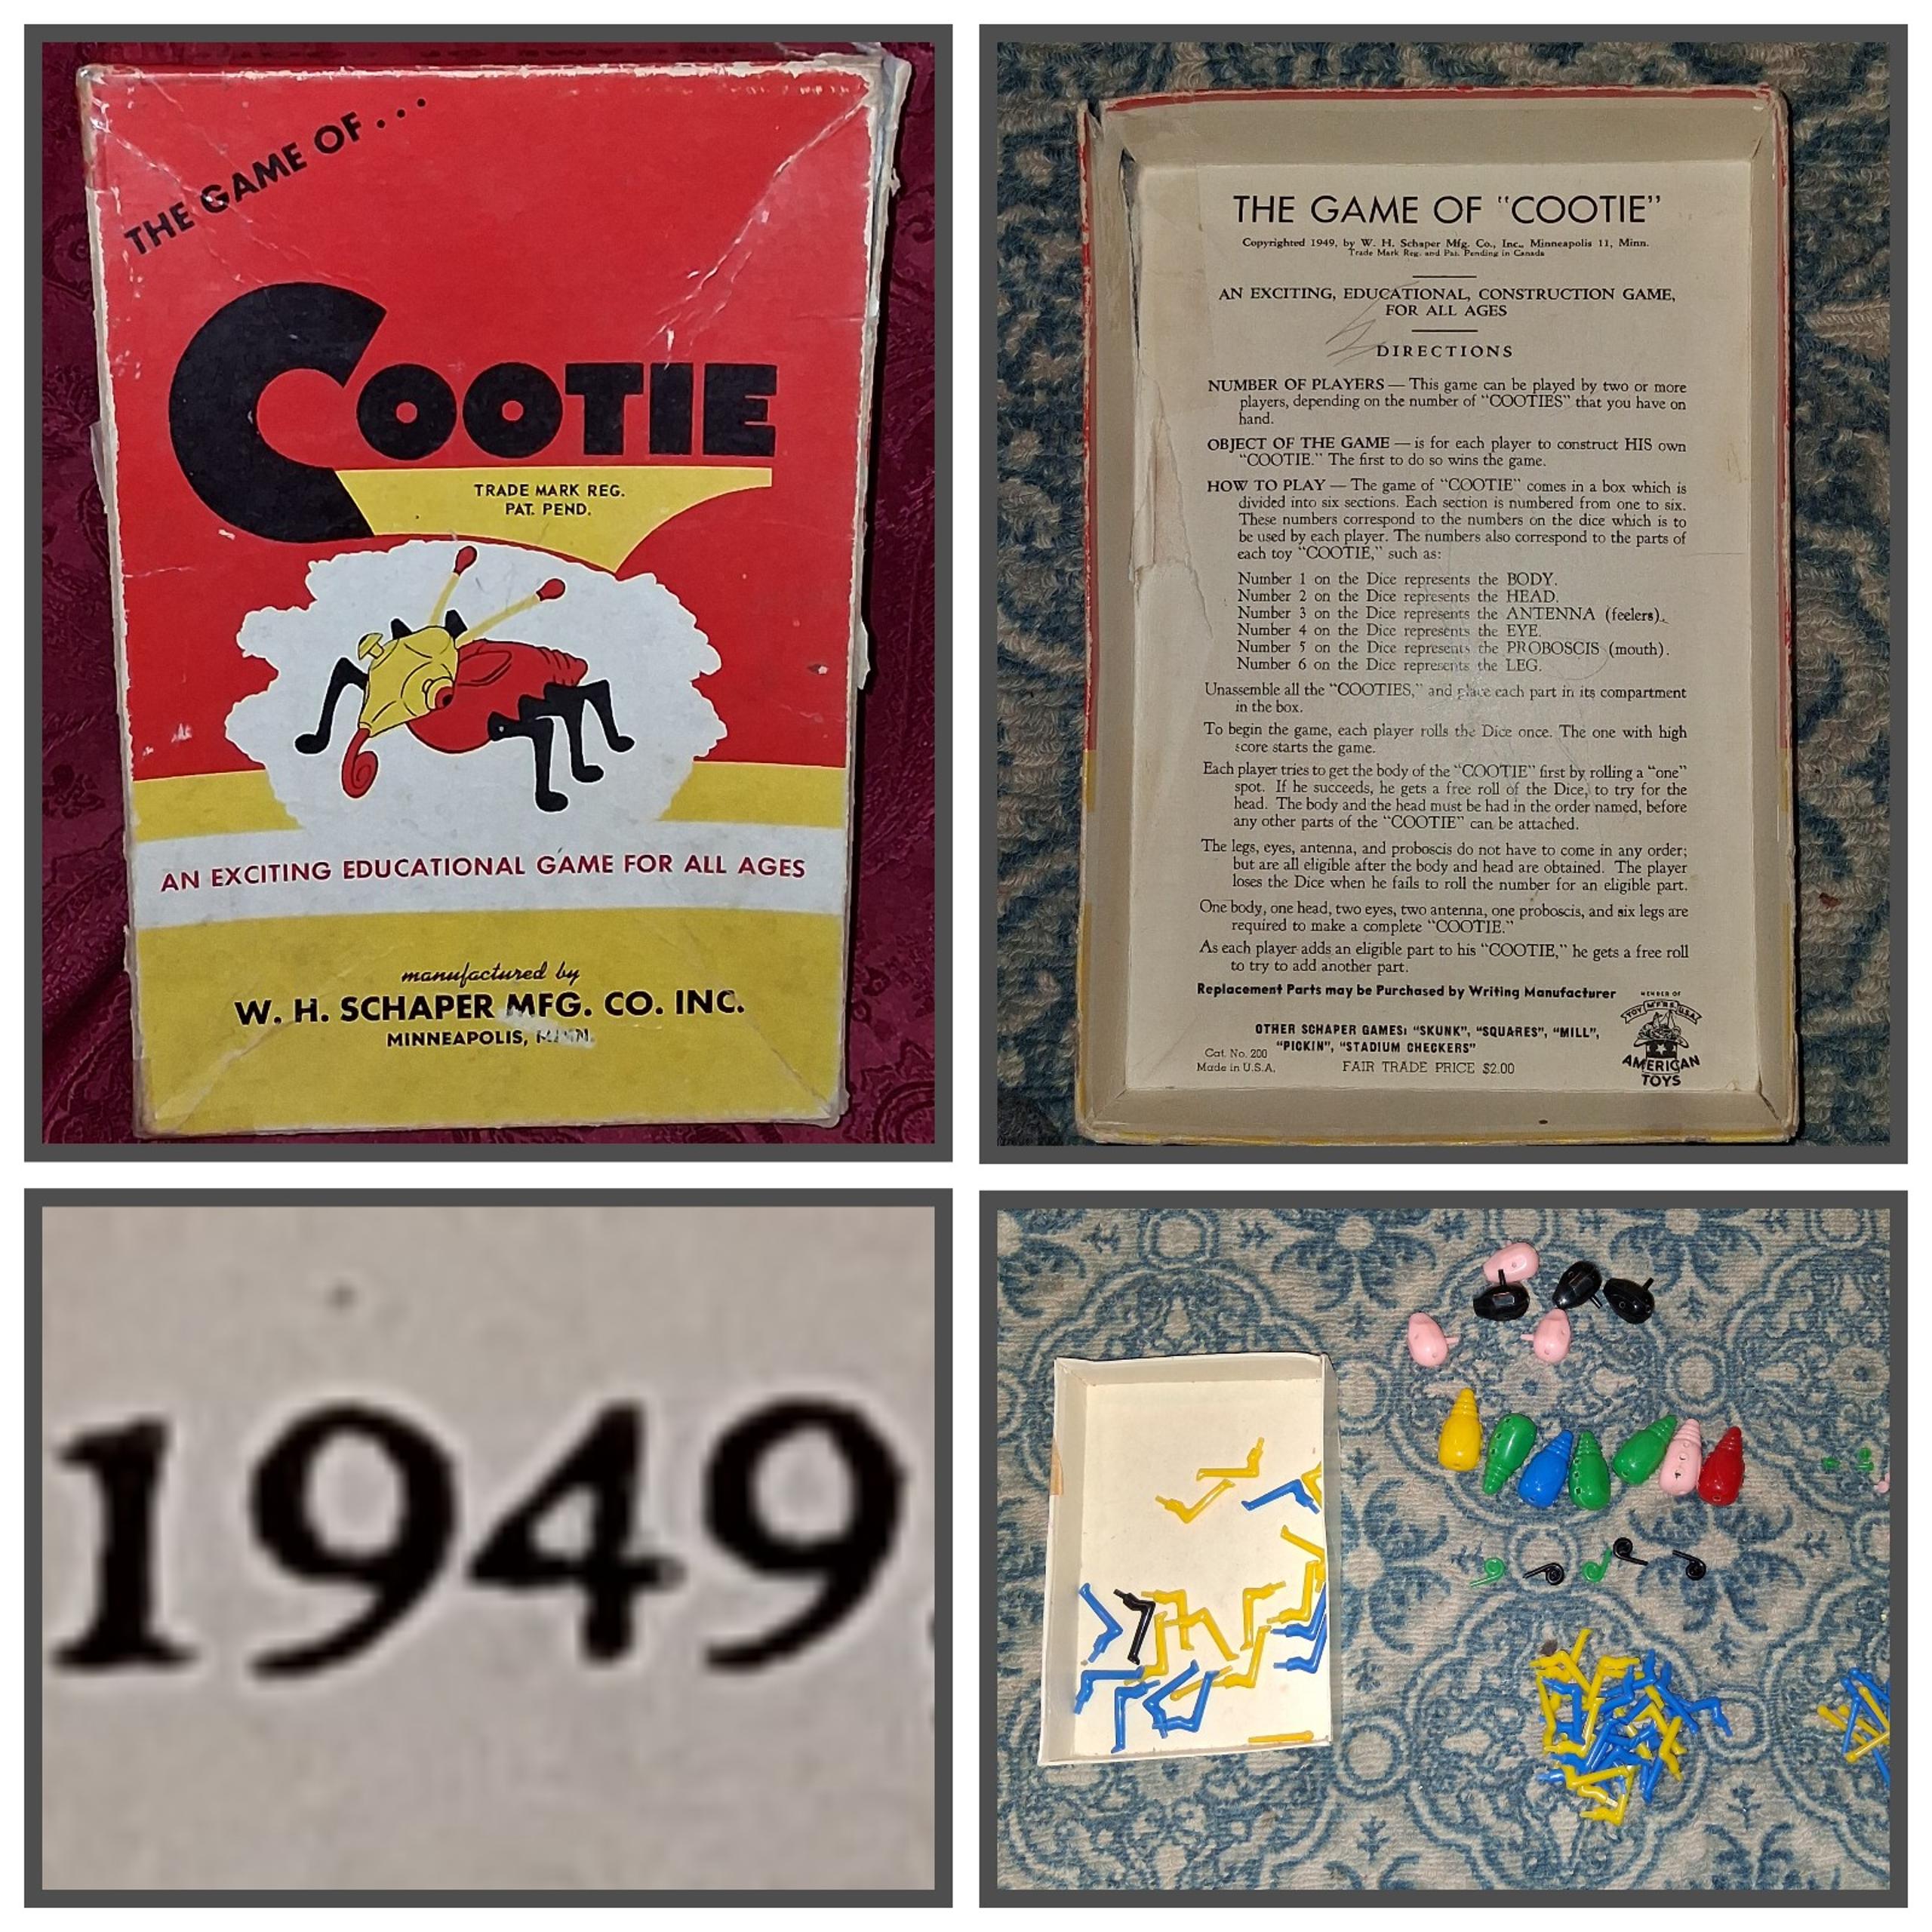 THE GAME OF...
COOTIE
TRADE MARK REG.
PAT. PEND.
AN EXCITING EDUCATIONAL GAME FOR ALL AGES
manufactured by
W. H. SCHAPER MFG. CO. INC.
MINNEAPOLIS, MINN.
THE GAME OF "COOTIE"
Copyrighted 1949, by W. H. Schaper Mfg. Co., Inc., Minneapolis 11, Minn.
Trade Mark Reg. and Pat. Pending in Canada
AN EXCITING, EDUCATIONAL, CONSTRUCTION GAME,
FOR ALL AGES
DIRECTIONS
NUMBER OF PLAYERS — This game can be played by two or more
players, depending on the number of "COOTIES" that you have on
hand.
OBJECT OF THE GAME — is for each player to construct HIS own
"COOTIE." The first to do so wins the game.
HOW TO PLAY — The game of "COOTIE" comes in a box which is
divided into six sections. Each section is numbered from one to six.
These numbers correspond to the numbers on the dice which is to
be used by each player. The numbers also correspond to the parts of
each toy "COOTIE," such as:
Number 1 on the Dice represents the BODY.
Number 2 on the Dice represents the HEAD.
Number 3 on the Dice represents the ANTENNA (feelers).
Number 4 on the Dice represents the EYE.
Number 5 on the Dice represents the PROBOSCIS (mouth).
Number 6 on the Dice represents the LEG.
Unassemble all the "COOTIES," and place each part in its compartment
in the box.
To begin the game, each player rolls the Dice once. The one with high
score starts the game.
Each player tries to get the body of the "COOTIE" first by rolling a "one"
spot. If he succeeds, he gets a free roll of the Dice, to try for the
head. The body and the head must be had in the order named, before
any other parts of the "COOTIE" can be attached.
The legs, eyes, antenna, and proboscis do not have to come in any order;
but are all eligible after the body and head are obtained. The player
loses the Dice when he fails to roll the number for an eligible part.
One body, one head, two eyes, two antenna, one proboscis, and six legs are
required to make a complete "COOTIE."
As each player adds an eligible part to his "COOTIE," he gets a free roll
to try to add another part.
Replacement Parts may be Purchased by Writing Manufacturer
OTHER SCHAPER GAMES: "SKUNK", "SQUARES", "MILL",
"PICKIN", "STADIUM CHECKERS"
Cat. No. 200
Made in U.S.A.
FAIR TRADE PRICE $2.00
MEMBER OF
TOY MFRS U.S.A.
AMERICAN
TOYS
1949